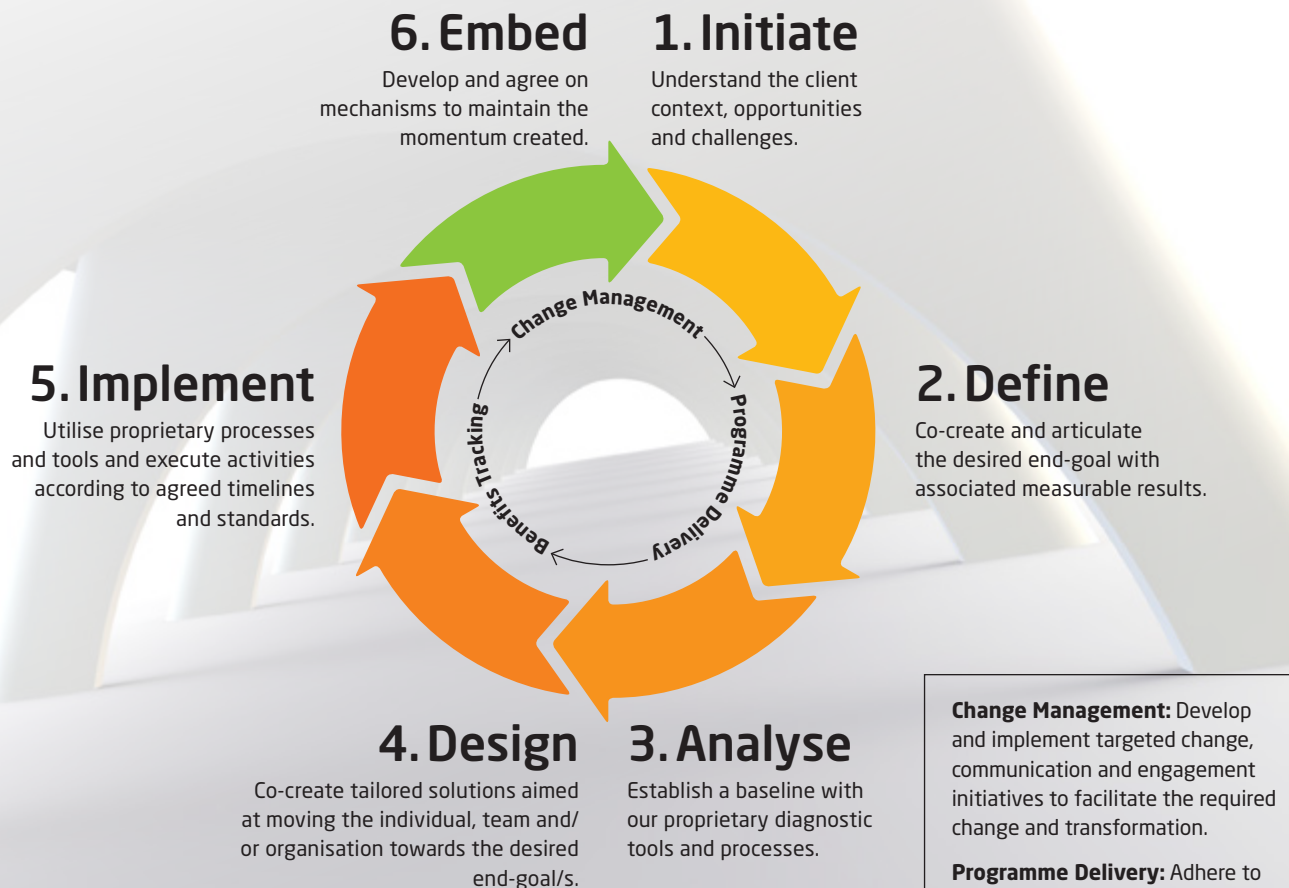 6. Embed
Develop and agree on
mechanisms to maintain the
momentum created.
1. Initiate
Understand the client
context, opportunities
and challenges.
2. Define
Co-create and articulate
the desired end-goal with
associated measurable results.
3. Analyse
Establish a baseline with
our proprietary diagnostic
tools and processes.
4. Design
Co-create tailored solutions aimed
at moving the individual, team and/
or organisation towards the desired
end-goal/s.
5. Implement
Utilise proprietary processes
and tools and execute activities
according to agreed timelines
and standards.
Change Management
Programme Delivery
Benefits Tracking
Change Management: Develop
and implement targeted change,
communication and engagement
initiatives to facilitate the required
change and transformation.
Programme Delivery: Adhere to